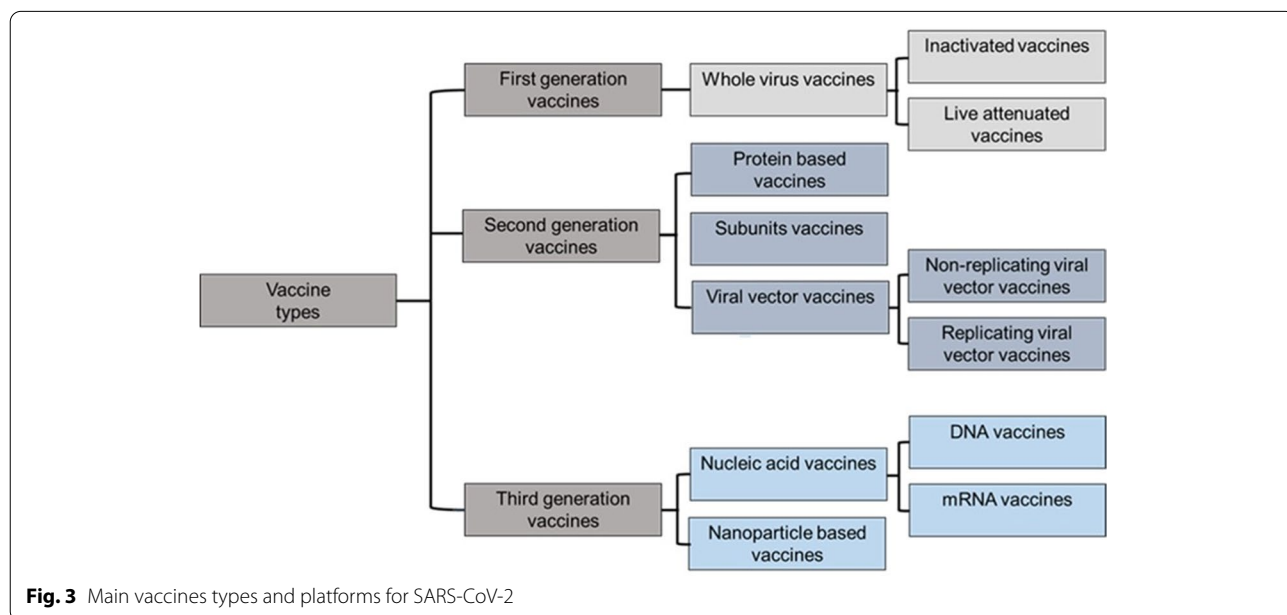 Inactivated vaccines
First generation
vaccines
Whole virus vaccines
Live attenuated
vaccines
Protein based
vaccines
Second generation
vaccines
Subunits vaccines
Non-replicating viral
vector vaccines
Vaccine
types
Viral vector vaccines
Replicating viral
vector vaccines
DNA vaccines
Nucleic acid vaccines
Third generation
vaccines
mRNA vaccines
Nanoparticle based
vaccines
Fig. 3 Main vaccines types and platforms for SARS-CoV-2